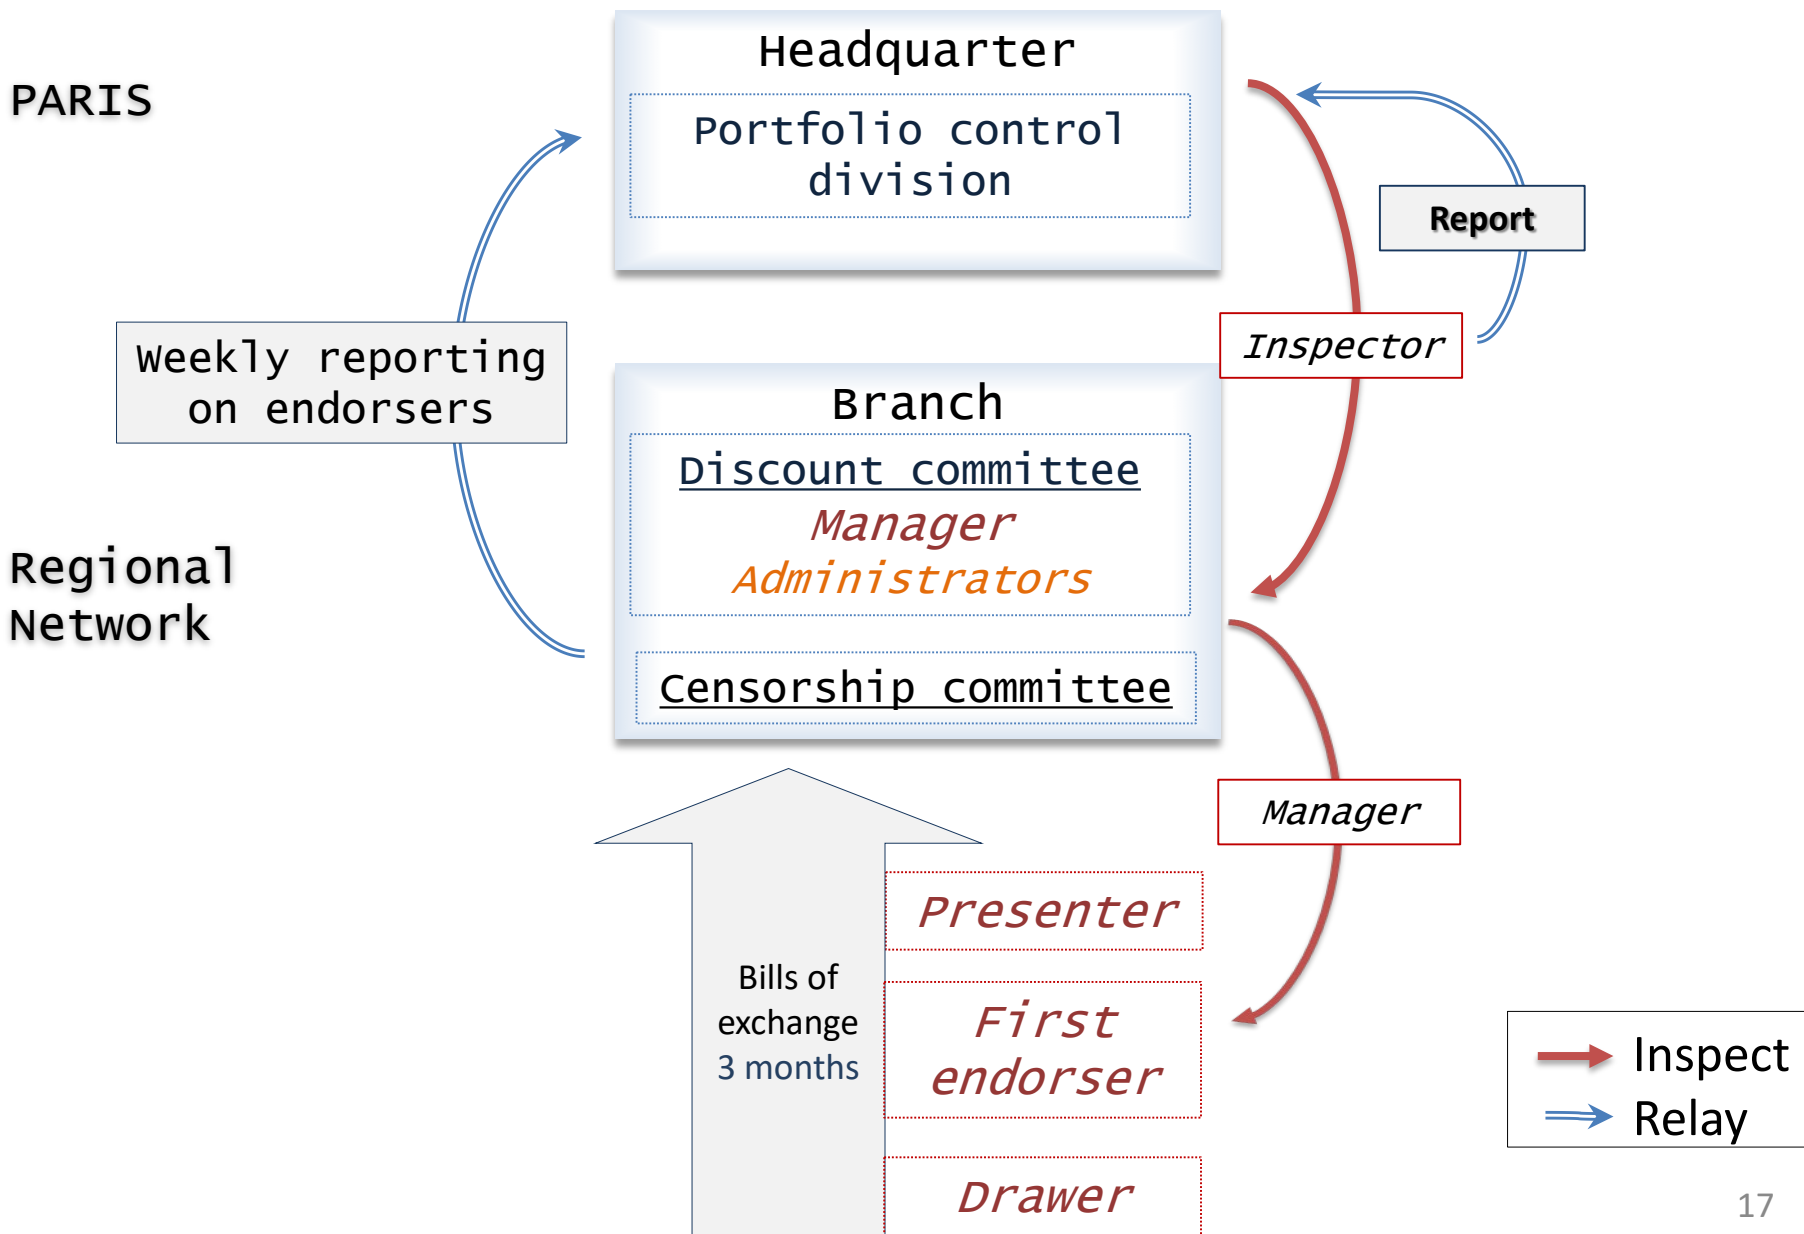 PARIS
Headquarter
Portfolio control
division
Report
Inspector
Weekly reporting
on endorsers
Branch
Discount committee
Manager
Administrators
Censorship committee
Regional
Network
Manager
Presenter
Bills of
exchange
3 months
First
endorser
Drawer
Inspect
Relay
17